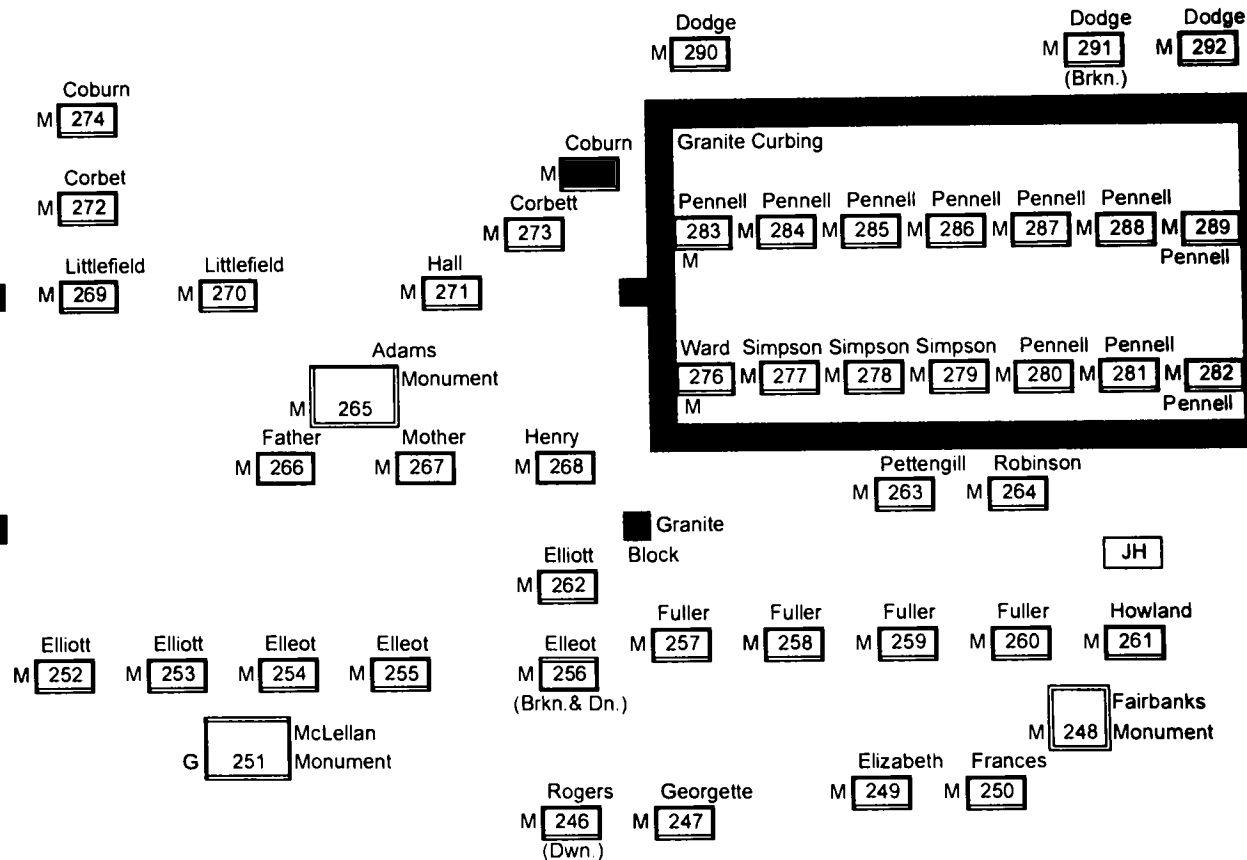 Dodge Dodge Dodge
M 290 M 291 M 292
(Brkn.)
Coburn
M 274
Granite Curbing
Coburn
M
Corbet
M 272
Corbett
M 273
Pennell Pennell Pennell Pennell Pennell Pennell
283 M 284 M 285 M 286 M 287 M 288 M 289
M Pennell
Littlefield Littlefield Hall
M 269 M 270 M 271
Adams
Monument
M 265
Ward Simpson Simpson Simpson Pennell Pennell
276 M 277 M 278 M 279 M 280 M 281 M 282
M Pennell
Father Mother Henry
M 266 M 267 M 268
Pettengill Robinson
M 263 M 264
Granite
Block
JH
Elliott
M 262
Fuller Fuller Fuller Fuller Howland
M 257 M 258 M 259 M 260 M 261
Elliott Elliott Elleot Elleot Elleot
M 252 M 253 M 254 M 255 M 256
(Brkn.& Dn.)
McLellan
G 251 Monument
Fairbanks
M 248 Monument
Elizabeth Frances
M 249 M 250
Rogers Georgette
M 246 M 247
(Dwn.)